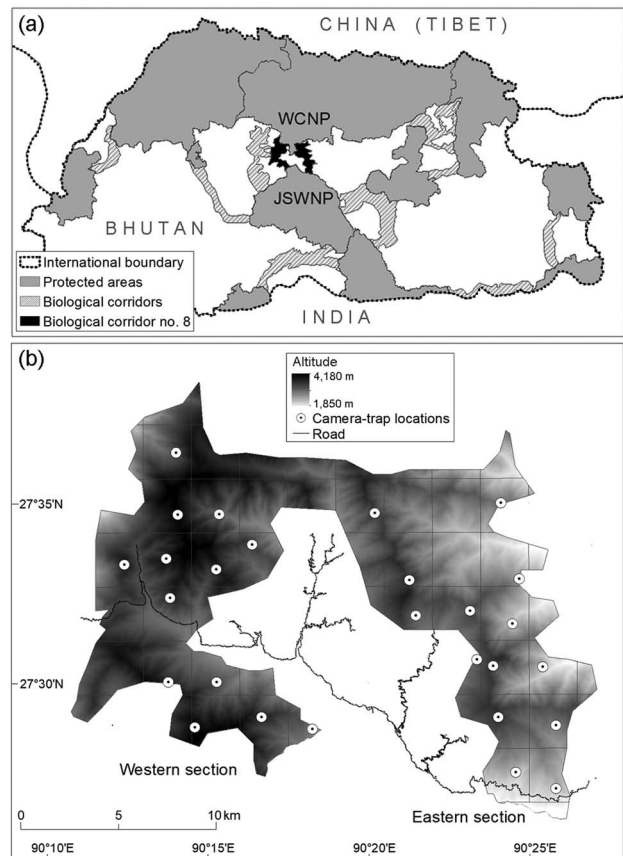 (a)
CHINA (TIBET)
WCNP
JSWNP
BHUTAN
International boundary
Protected areas
Biological corridors
Biological corridor no. 8
INDIA
(b)
Altitude
4,180 m
1,850 m
Camera-trap locations
Road
27°35'N
27°30'N
Western section
Eastern section
0 5 10 km
90°10'E 90°15'E 90°20'E 90°25'E